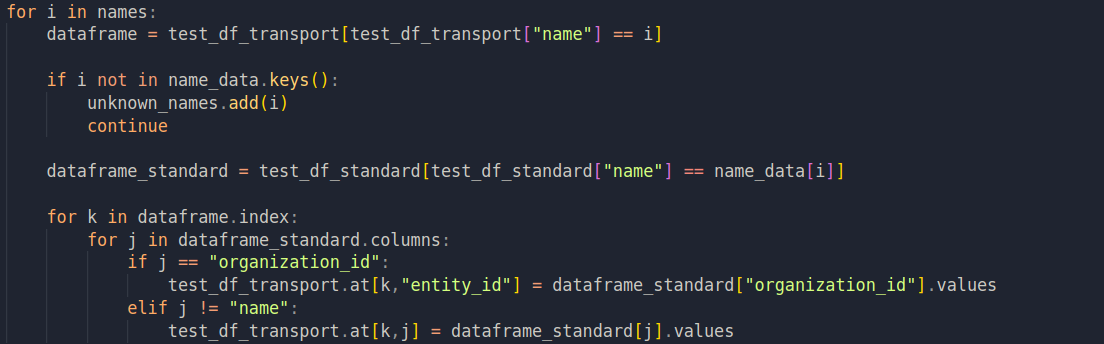 for i in names:
    dataframe = test_df_transport[test_df_transport["name"] == i]

    if i not in name_data.keys():
        unknown_names.add(i)
        continue

    dataframe_standard = test_df_standard[test_df_standard["name"] == name_data[i]]

    for k in dataframe.index:
        for j in dataframe_standard.columns:
            if j == "organization_id":
                test_df_transport.at[k,"entity_id"] = dataframe_standard["organization_id"].values
            elif j != "name":
                test_df_transport.at[k,j] = dataframe_standard[j].values